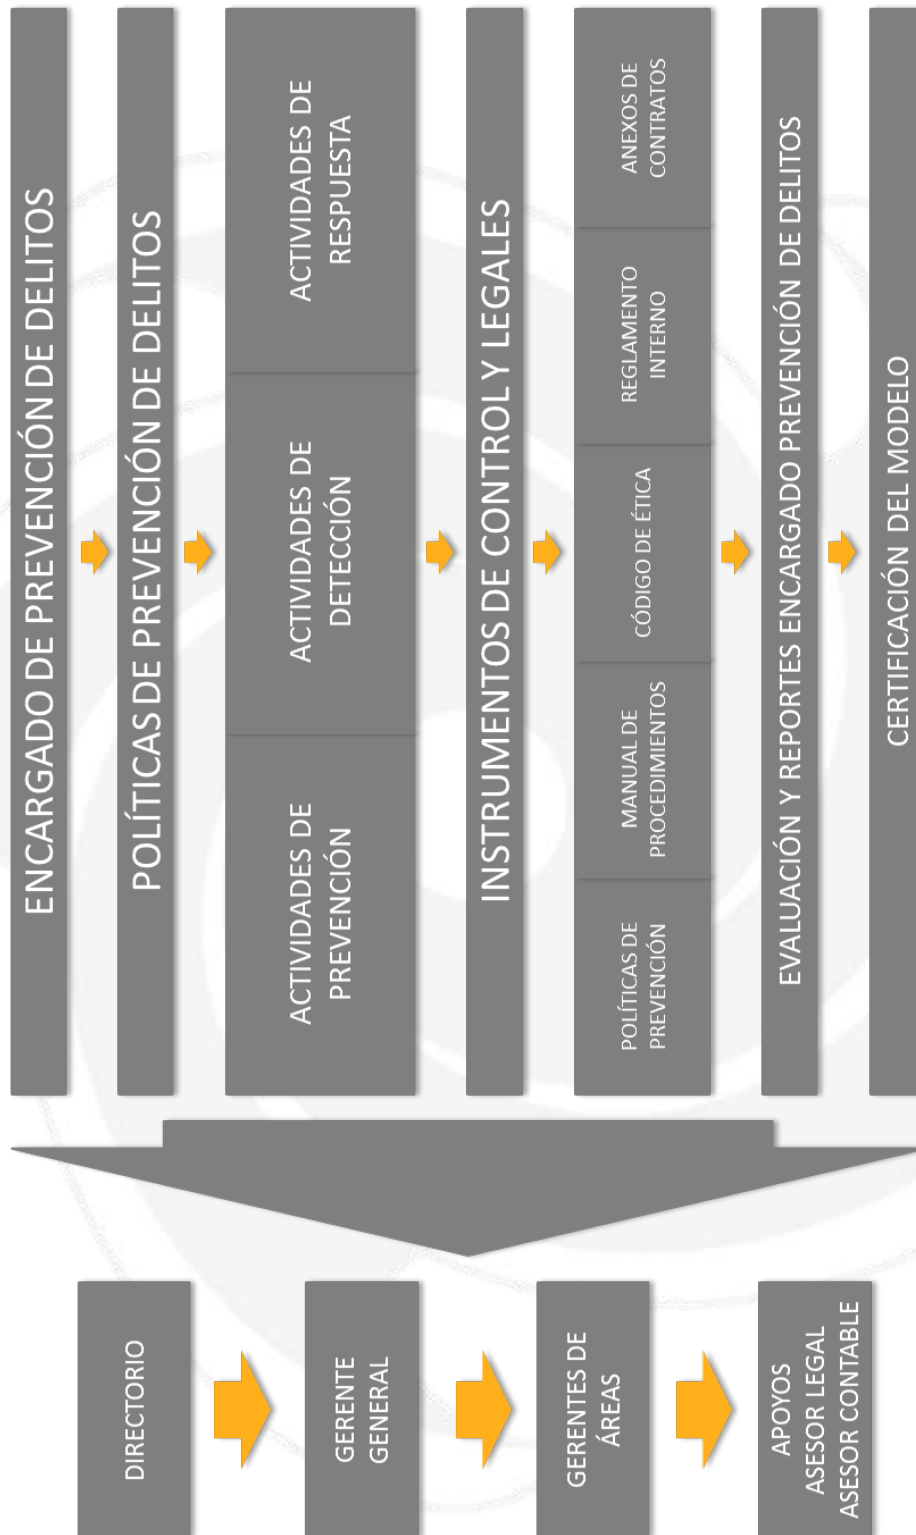 ENCARGADO DE PREVENCIÓN DE DELITOS
POLÍTICAS DE PREVENCIÓN DE DELITOS
ACTIVIDADES DE
PREVENCIÓN
ACTIVIDADES DE
DETECCIÓN
ACTIVIDADES DE
RESPUESTA
INSTRUMENTOS DE CONTROL Y LEGALES
POLÍTICAS DE
PREVENCIÓN
MANUAL DE
PROCEDIMIENTOS
CÓDIGO DE ÉTICA
REGLAMENTO
INTERNO
ANEXOS DE
CONTRATOS
EVALUACIÓN Y REPORTES ENCARGADO PREVENCIÓN DE DELITOS
CERTIFICACIÓN DEL MODELO
DIRECTORIO
GERENTE
GENERAL
GERENTES DE
ÁREAS
APOYOS
ASESOR LEGAL
ASESOR CONTABLE